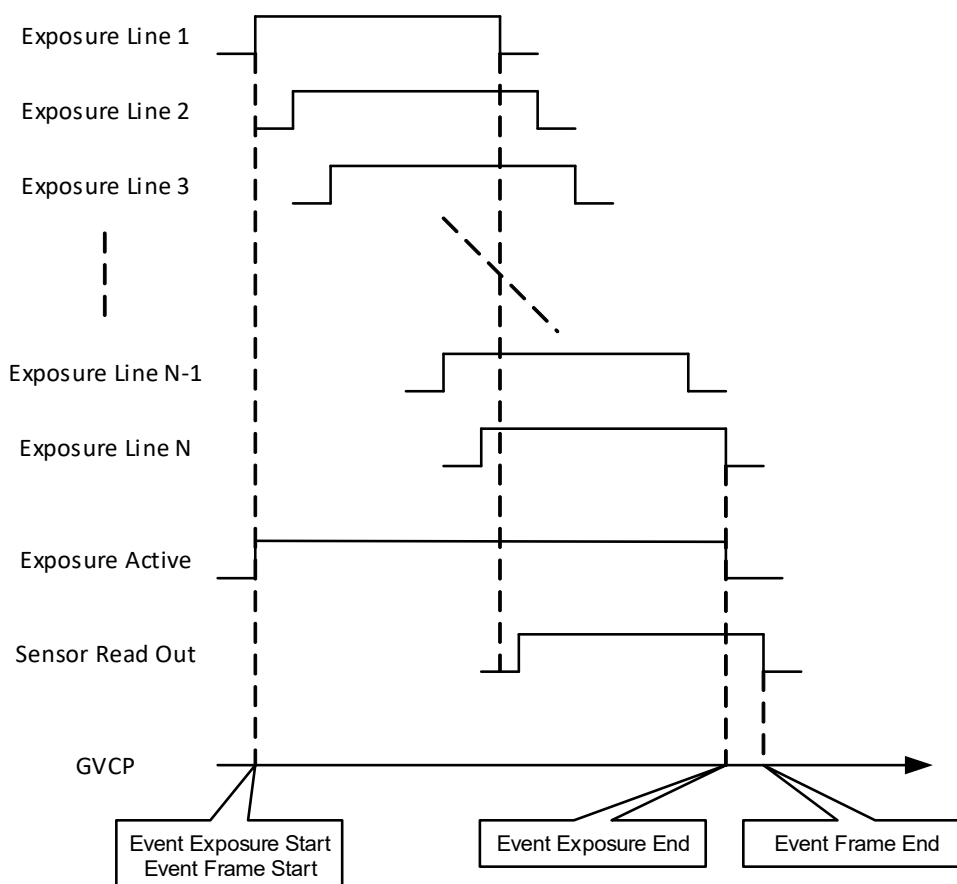 Exposure Line 1
Exposure Line 2
Exposure Line 3
Exposure Line N-1
Exposure Line N
Exposure Active
Sensor Read Out
GVCP
Event Exposure Start
Event Frame Start
Event Exposure End
Event Frame End